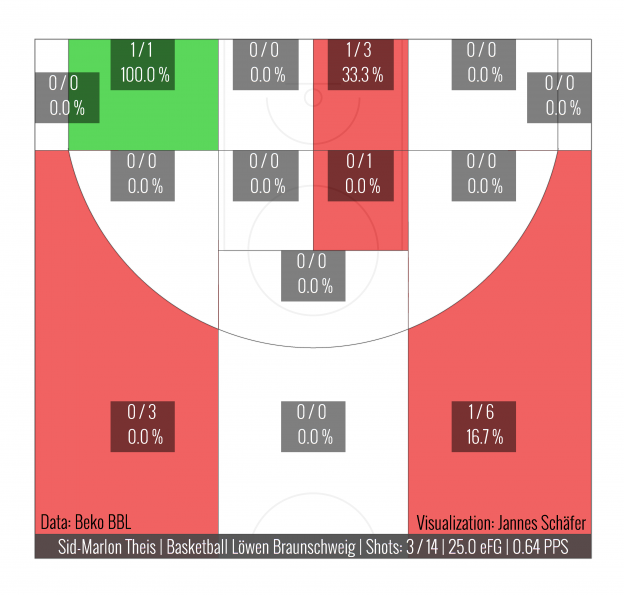 1 / 1
100.0 %
0 / 0
0.0 %
1 / 3
33.3 %
0 / 0
0.0 %
0 / 0
0.0 %
0 / 0
0.0 %
0 / 0
0.0 %
0 / 0
0.0 %
0 / 1
0.0 %
0 / 0
0.0 %
0 / 0
0.0 %
0 / 3
0.0 %
0 / 0
0.0 %
1 / 6
16.7 %
Data: Beko BBL
Visualization: Jannes Schäfer
Sid-Marlon Theis | Basketball Löwen Braunschweig | Shots: 3 / 14 | 25.0 eFG | 0.64 PPS